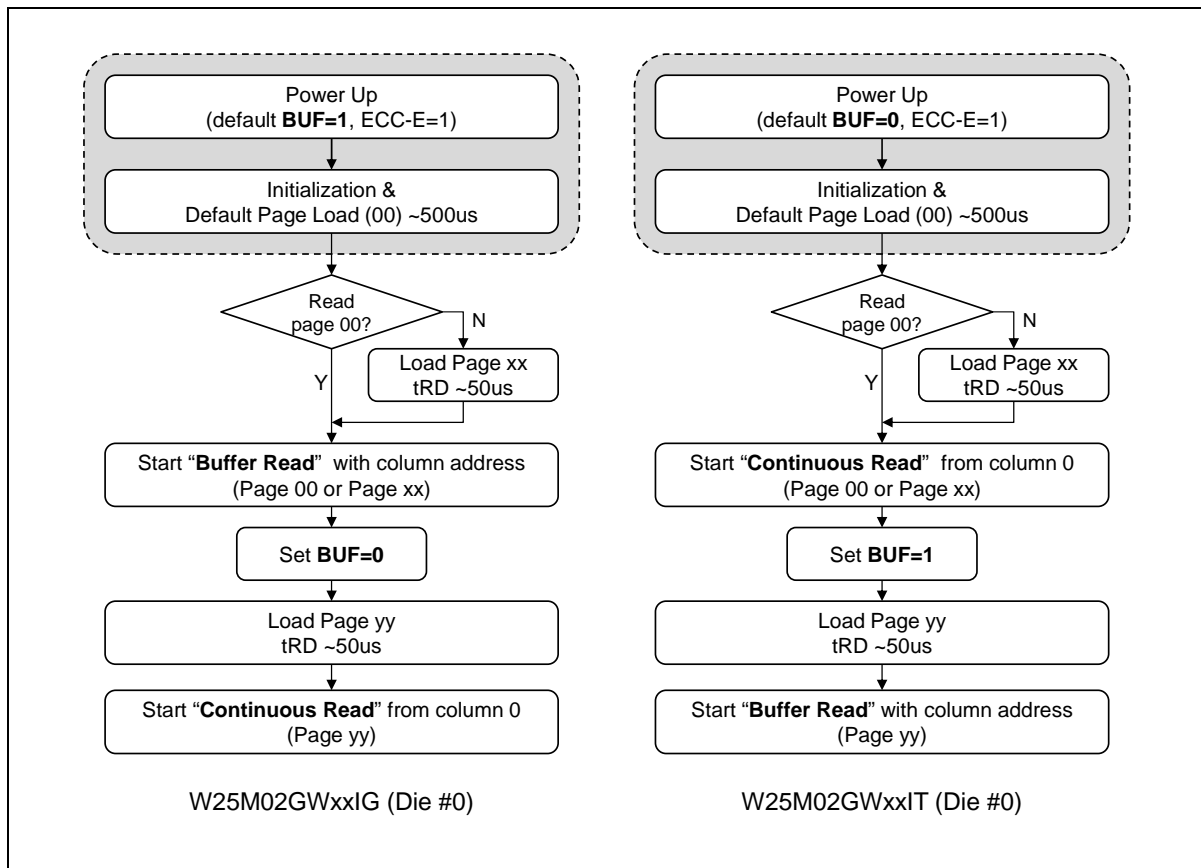 Power Up
(default BUF=1, ECC-E=1)
Initialization &
Default Page Load (00) ~500us
Read
page 00?
N
Load Page xx
tRD ~50us
Y
Start “Buffer Read” with column address
(Page 00 or Page xx)
Set BUF=0
Load Page yy
tRD ~50us
Start “Continuous Read” from column 0
(Page yy)
W25M02GWxxIG (Die #0)
Power Up
(default BUF=0, ECC-E=1)
Initialization &
Default Page Load (00) ~500us
Read
page 00?
N
Load Page xx
tRD ~50us
Y
Start “Continuous Read” from column 0
(Page 00 or Page xx)
Set BUF=1
Load Page yy
tRD ~50us
Start “Buffer Read” with column address
(Page yy)
W25M02GWxxIT (Die #0)